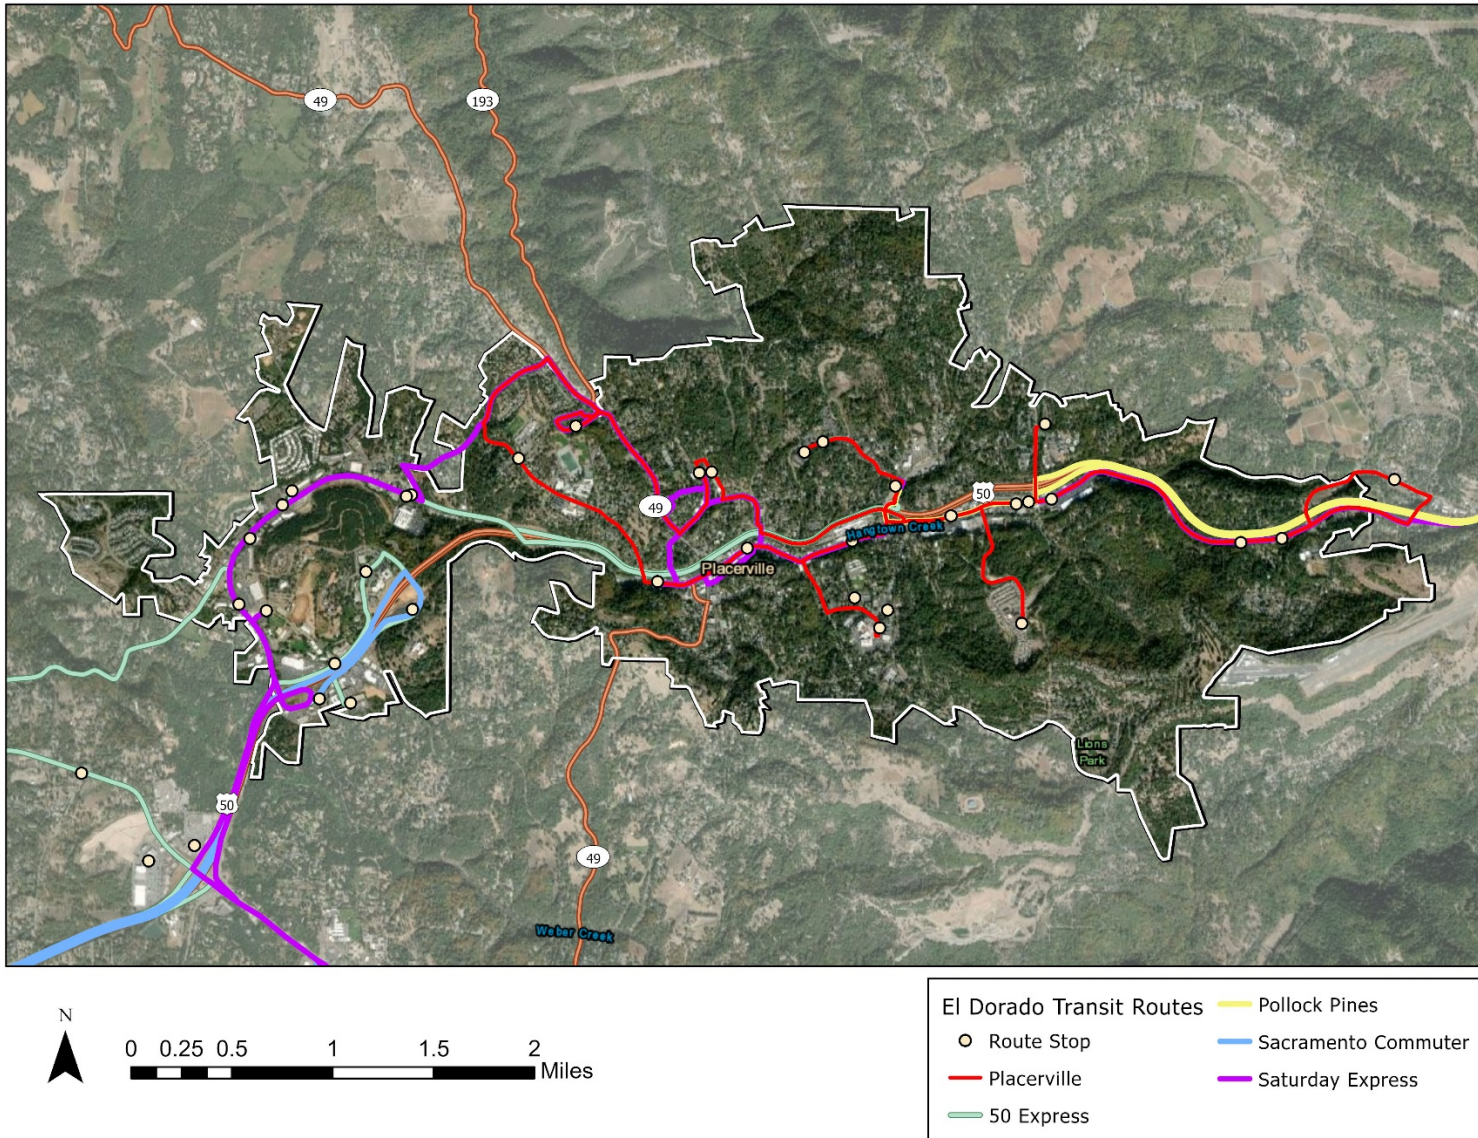 49
193
50
49
Hangtown Creek
Placerville
Lions
Park
50
49
Weber Creek
N
0 0.25 0.5 1 1.5 2
Miles
El Dorado Transit Routes
Route Stop
Placerville
50 Express
Pollock Pines
Sacramento Commuter
Saturday Express